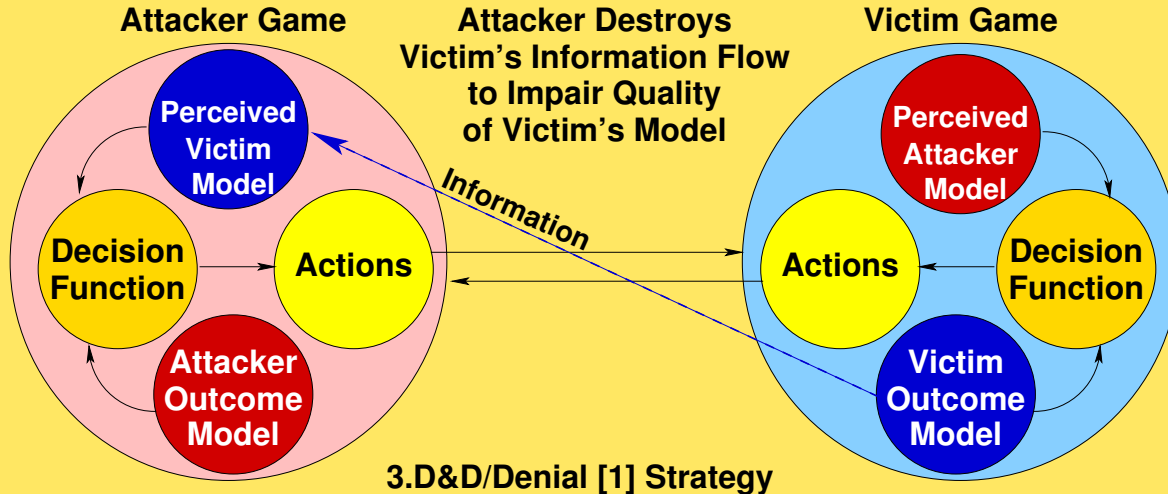 Attacker Game
Attacker Destroys
Victim's Information Flow
to Impair Quality
of Victim's Model
Victim Game
Perceived
Victim
Model
Decision
Function
Actions
Attacker
Outcome
Model
Information
Perceived
Attacker
Model
Actions
Decision
Function
Victim
Outcome
Model
3.D&D/Denial [1] Strategy